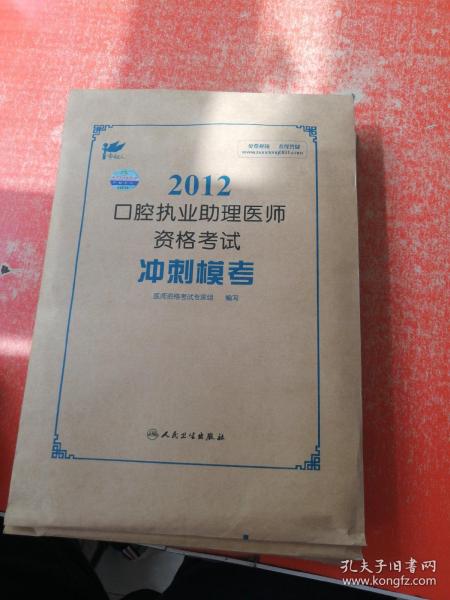 2012
口腔执业助理医师
资格考试
冲刺模考
医师资格考试专家组 编写
人民卫生出版社
孔夫子旧书网
www.kongfz.com